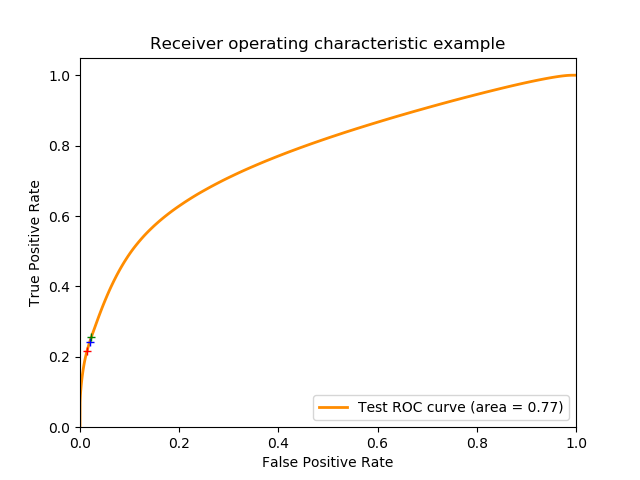 Receiver operating characteristic example
True Positive Rate
1.0
0.8
0.6
0.4
0.2
0.0
Test ROC curve (area = 0.77)
0.0 0.2 0.4 0.6 0.8 1.0
False Positive Rate